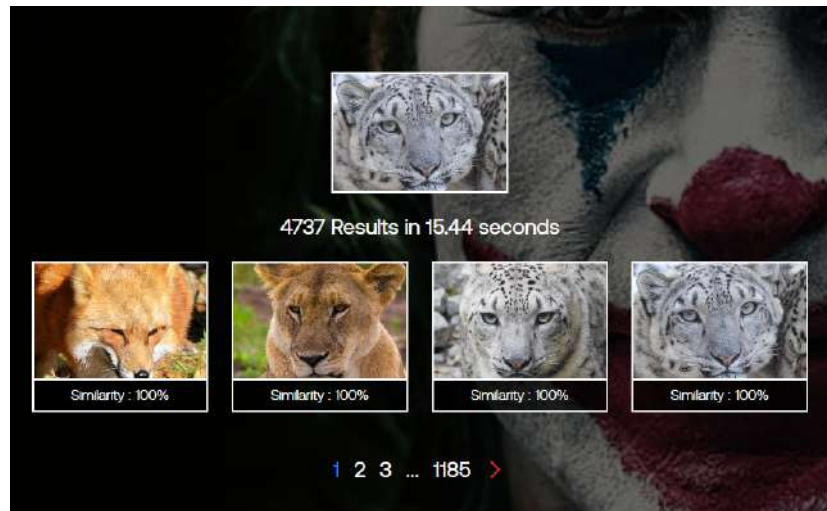 4737 Results in 15.44 seconds
Similarity : 100%
Similarity : 100%
Similarity : 100%
Similarity : 100%
1 2 3 ... 1185 >